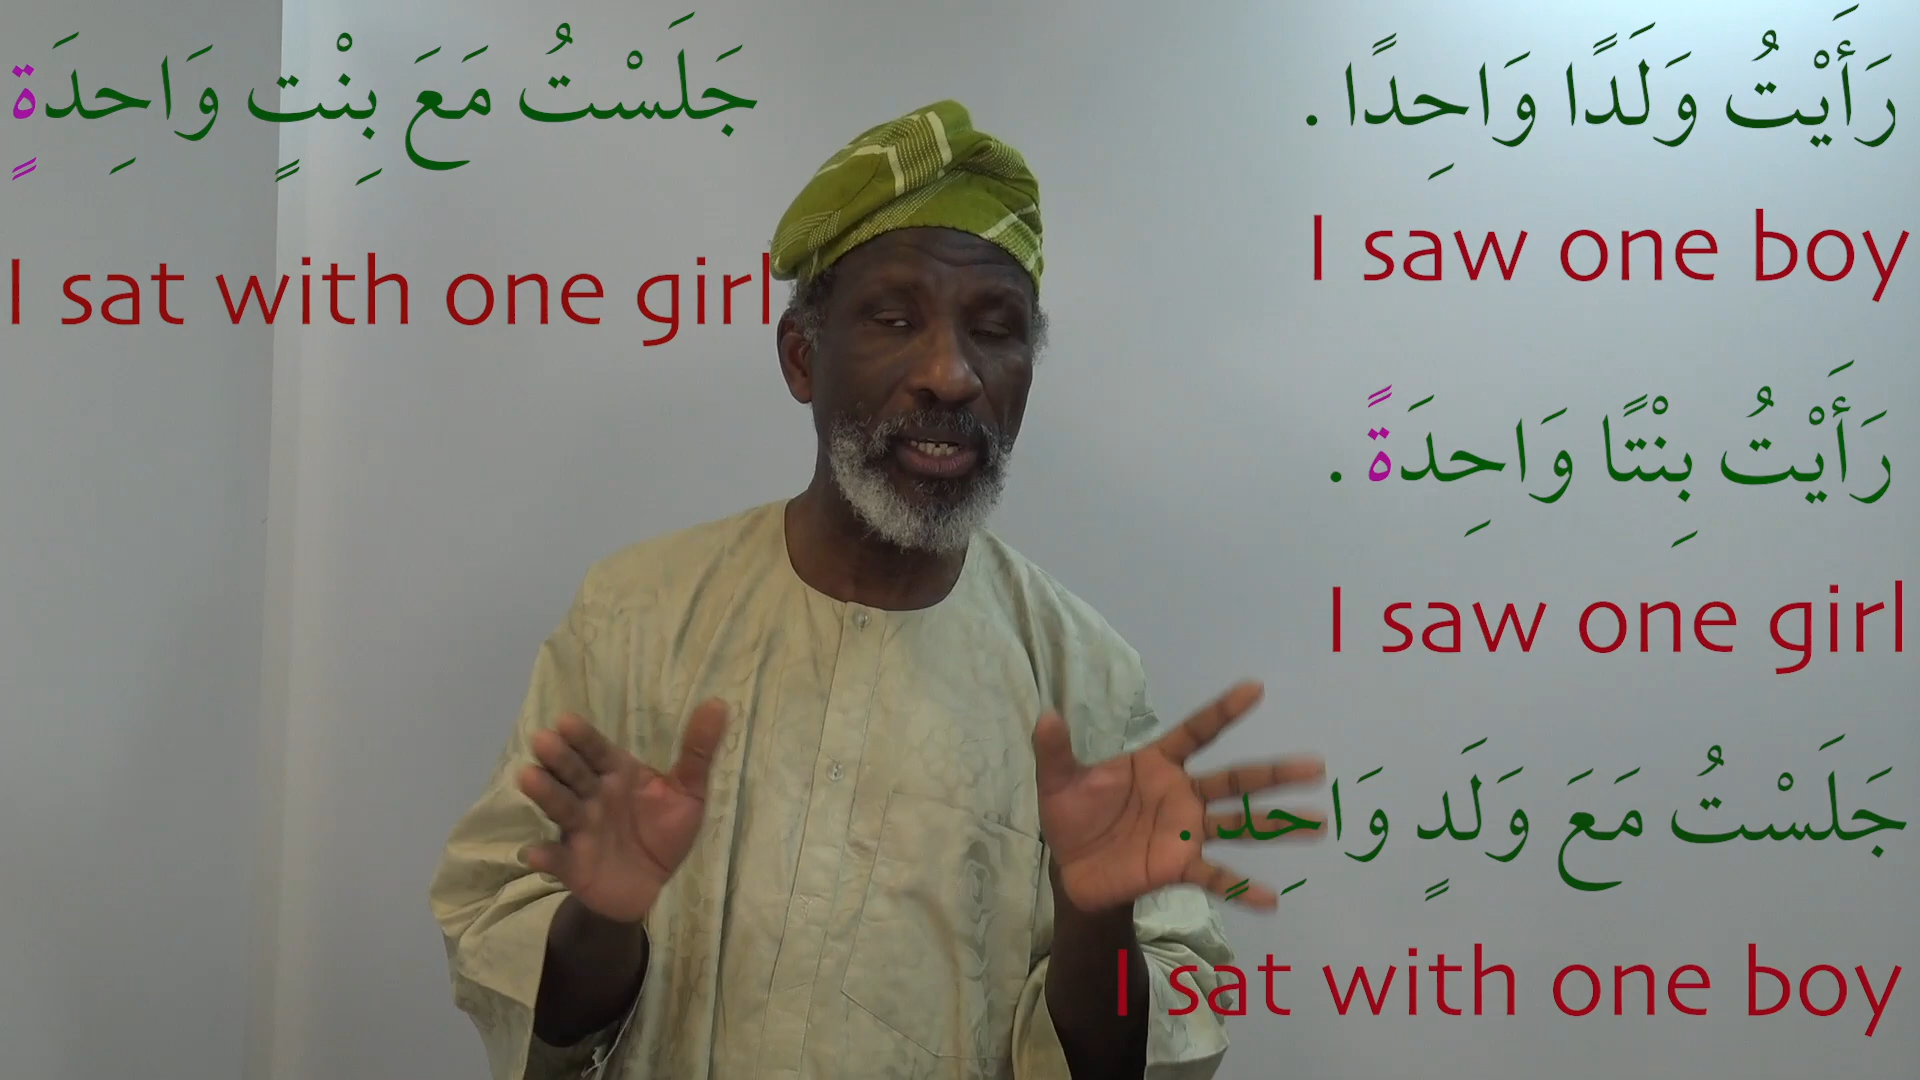 رَأَيْتُ وَلَدًا وَاحِدًا .
I saw one boy
رَأَيْتُ بِنْتًا وَاحِدَةً .
I saw one girl
جَلَسْتُ مَعَ وَلَدٍ وَاحِدٍ .
I sat with one boy
جَلَسْتُ مَعَ بِنْتٍ وَاحِدَةٍ
I sat with one girl